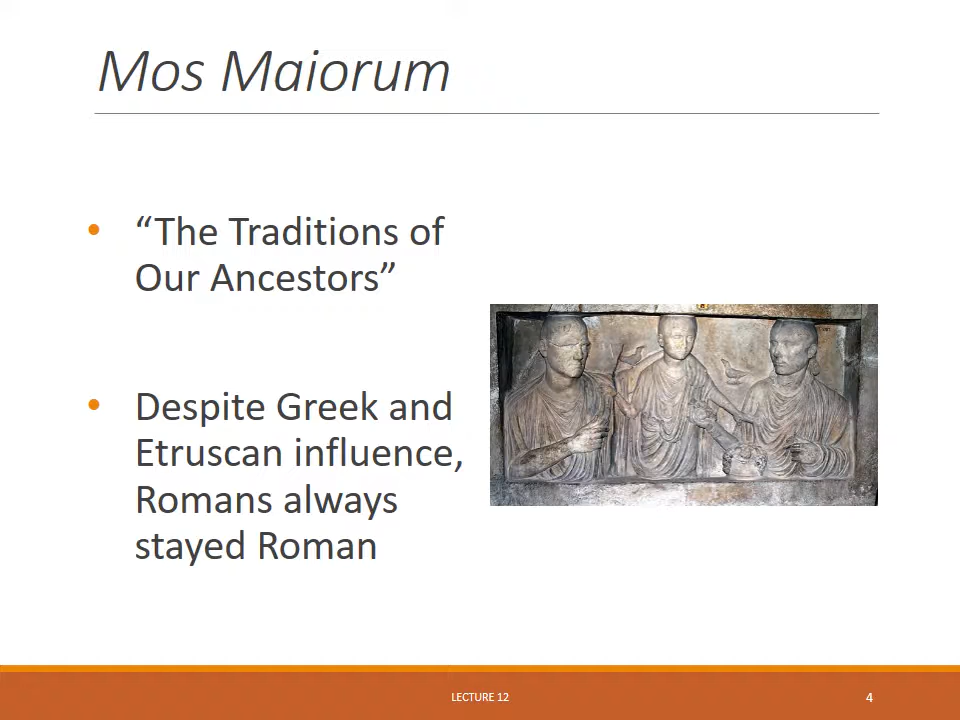 Mos Maiorum
• “The Traditions of
Our Ancestors”
• Despite Greek and
Etruscan influence,
Romans always
stayed Roman
LECTURE 12
4